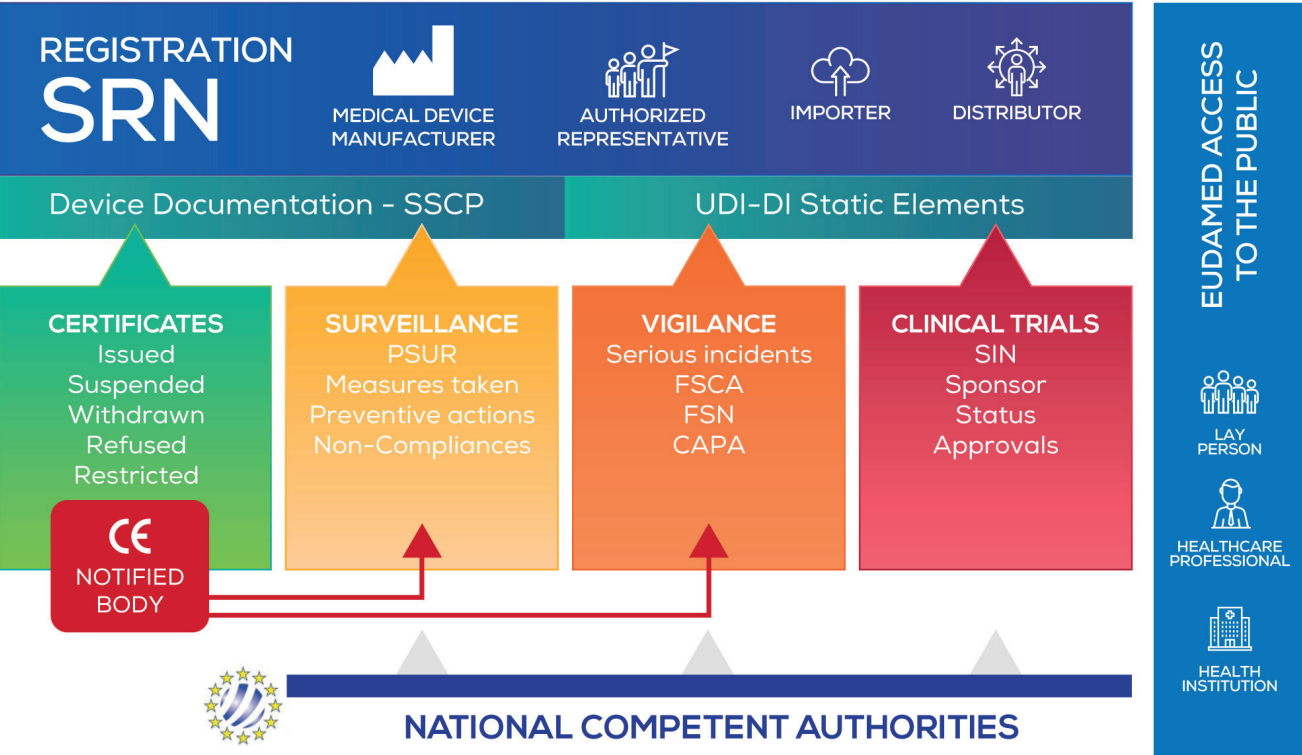 REGISTRATION
SRN
MEDICAL DEVICE
MANUFACTURER
AUTHORIZED
REPRESENTATIVE
IMPORTER
DISTRIBUTOR
Device Documentation - SSCP
UDI-DI Static Elements
CERTIFICATES
Issued
Suspended
Withdrawn
Refused
Restricted
CE
NOTIFIED
BODY
SURVEILLANCE
PSUR
Measures taken
Preventive actions
Non-Compliances
VIGILANCE
Serious incidents
FSCA
FSN
CAPA
CLINICAL TRIALS
SIN
Sponsor
Status
Approvals
NATIONAL COMPETENT AUTHORITIES
EUDAMED ACCESS
TO THE PUBLIC
LAY
PERSON
HEALTHCARE
PROFESSIONAL
HEALTH
INSTITUTION